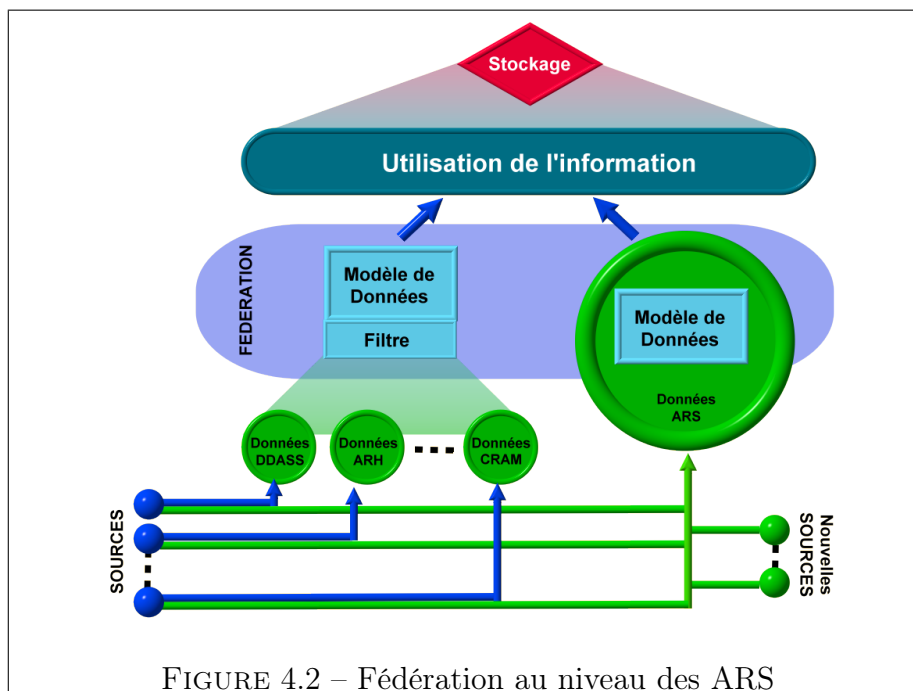 Stockage
Utilisation de l'information
FEDERATION
Modèle de
Données
Filtre
Modèle de
Données
Données
ARS
Données
DDASS
Données
ARH
Données
CRAM
SOURCES
Nouvelles
SOURCES
FIGURE 4.2 – Fédération au niveau des ARS